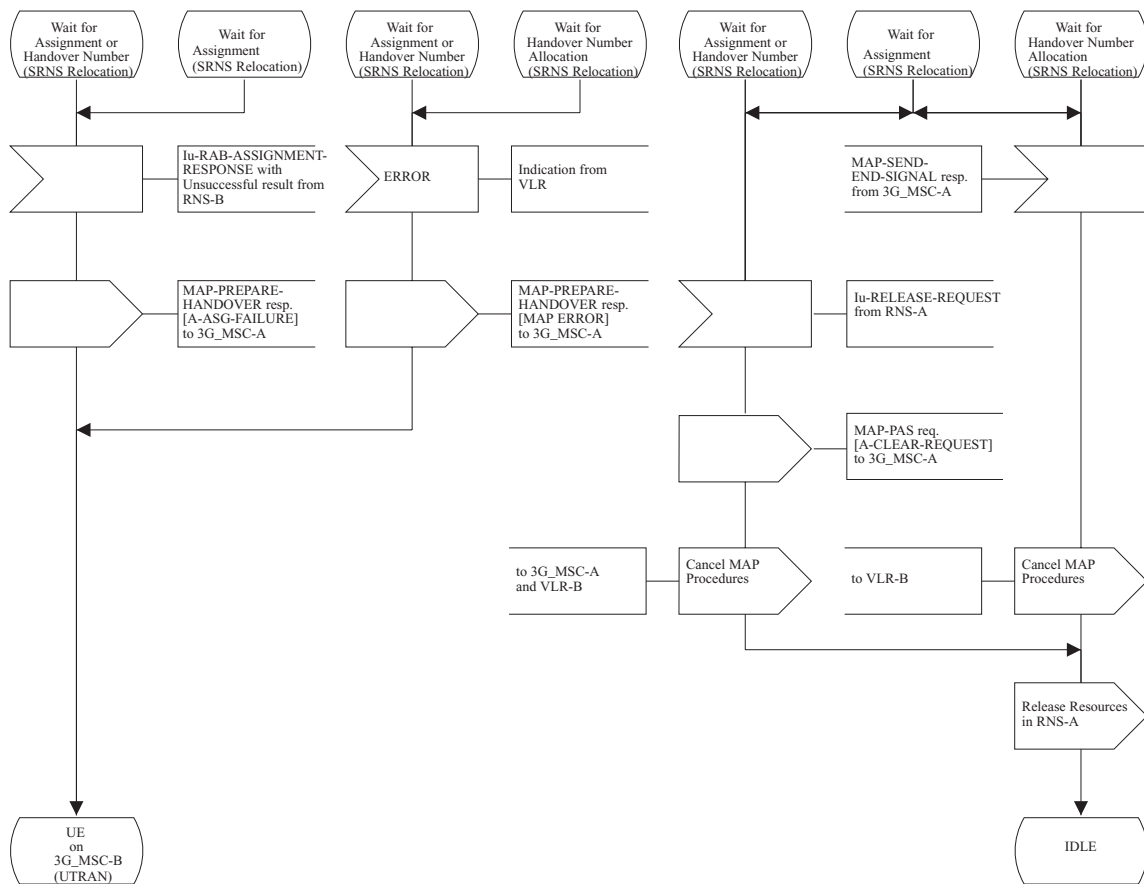 Wait for
Assignment or
Handover Number
(SRNS Relocation)
Wait for
Assignment
(SRNS Relocation)
Wait for
Assignment or
Handover Number
(SRNS Relocation)
Wait for
Handover Number
Allocation
(SRNS Relocation)
Wait for
Assignment or
Handover Number
(SRNS Relocation)
Wait for
Assignment
(SRNS Relocation)
Wait for
Handover Number
Allocation
(SRNS Relocation)
Iu-RAB-ASSIGNMENT-
RESPONSE with
Unsuccessful result from
RNS-B
ERROR
Indication from
VLR
MAP-SEND-
END-SIGNAL resp.
from 3G_MSC-A
MAP-PREPARE-
HANDOVER resp.
[A-ASG-FAILURE]
to 3G_MSC-A
MAP-PREPARE-
HANDOVER resp.
[MAP ERROR]
to 3G_MSC-A
Iu-RELEASE-REQUEST
from RNS-A
MAP-PAS req.
[A-CLEAR-REQUEST]
to 3G_MSC-A
to 3G_MSC-A
and VLR-B
Cancel MAP
Procedures
to VLR-B
Cancel MAP
Procedures
Release Resources
in RNS-A
UE
on
3G_MSC-B
(UTRAN)
IDLE